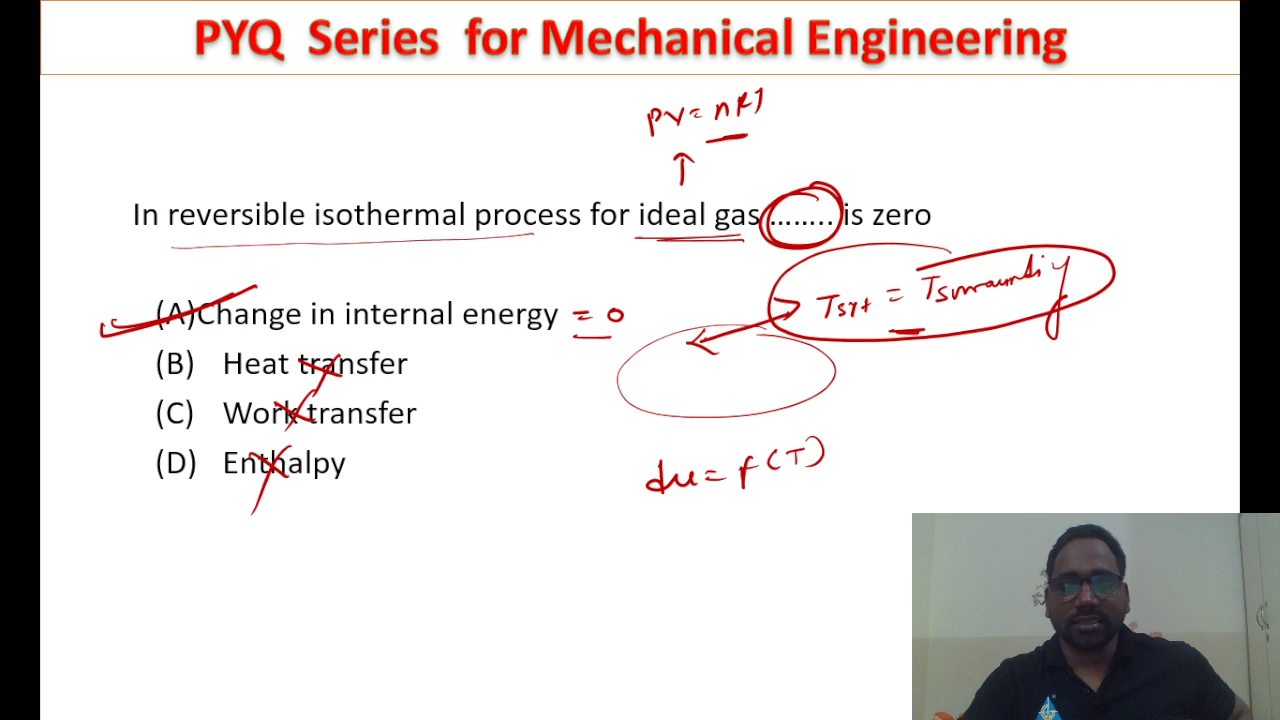 PYQ Series for Mechanical Engineering
PV = nRT
In reversible isothermal process for ideal gas …….. is zero
Tsyt = Tsurraundiy
(A)Change in internal energy = 0
(B) Heat transfer
(C) Work transfer
(D) Enthalpy
du = f(T)